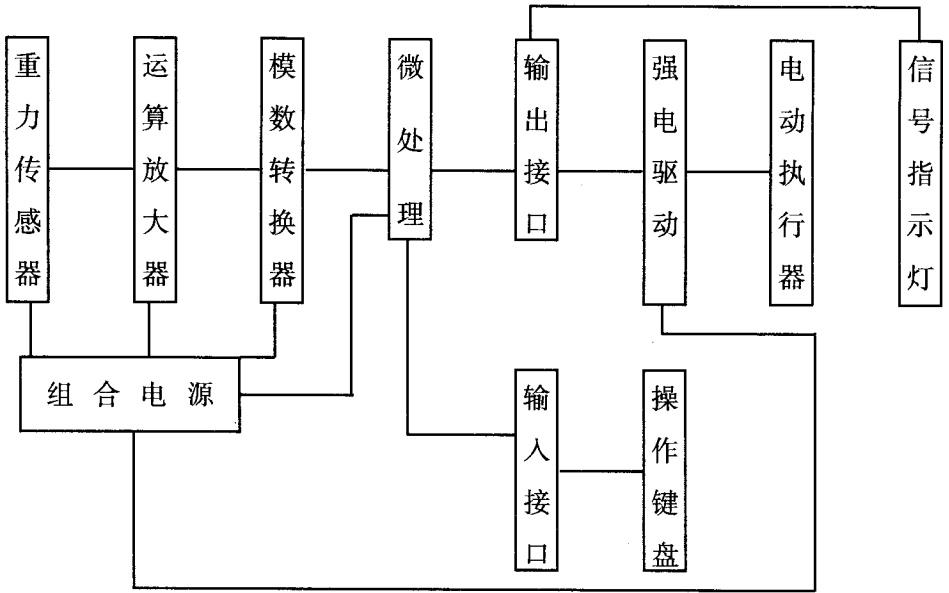 重力传感器
运算放大器
模数转换器
微处理
输出接口
强电驱动
电动执行器
信号指示灯
组合电源
输入接口
操作键盘